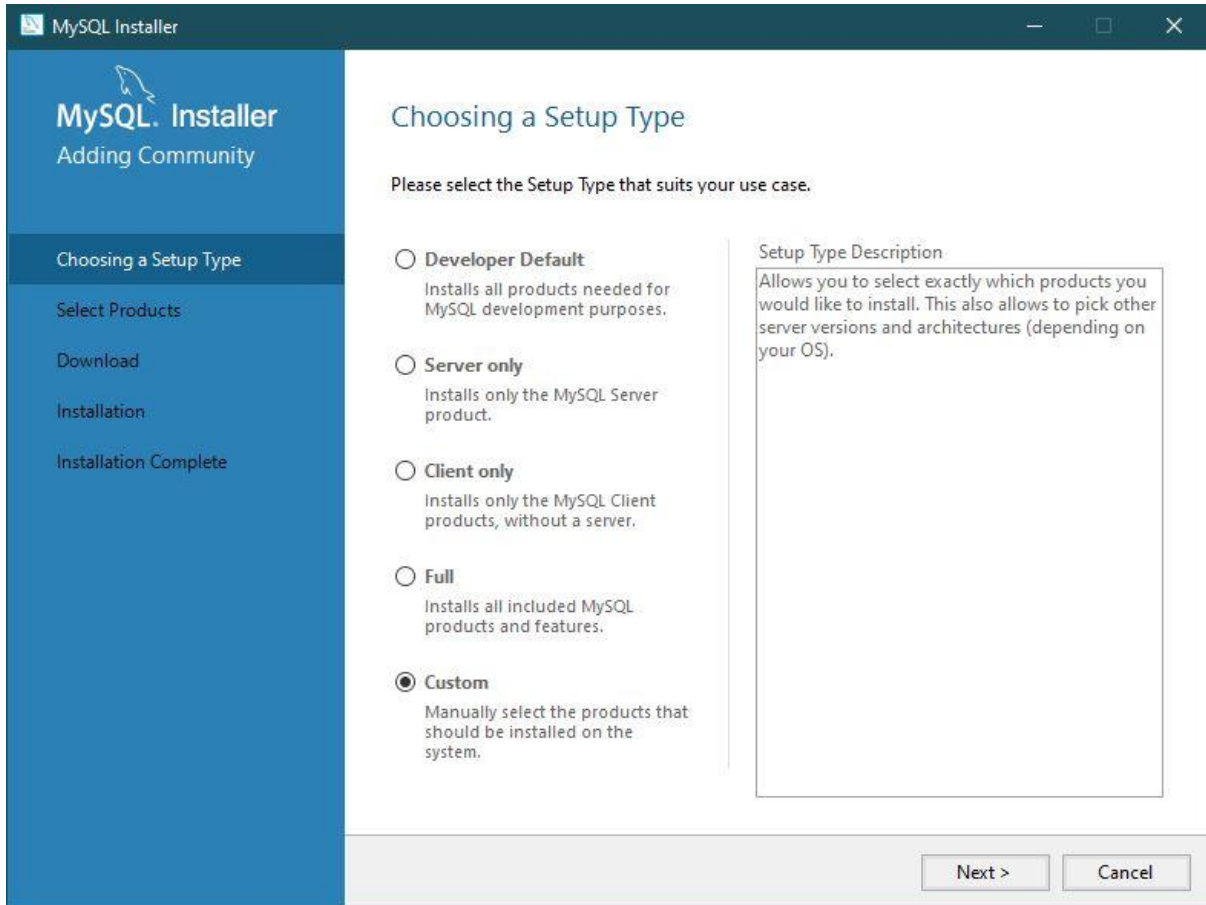 MySQL Installer
MySQL. Installer
Adding Community
Choosing a Setup Type
Select Products
Download
Installation
Installation Complete
Choosing a Setup Type
Please select the Setup Type that suits your use case.
Developer Default
Installs all products needed for
MySQL development purposes.
Server only
Installs only the MySQL Server
product.
Client only
Installs only the MySQL Client
products, without a server.
Full
Installs all included MySQL
products and features.
Custom
Manually select the products that
should be installed on the
system.
Setup Type Description
Allows you to select exactly which products you
would like to install. This also allows to pick other
server versions and architectures (depending on
your OS).
Next >
Cancel